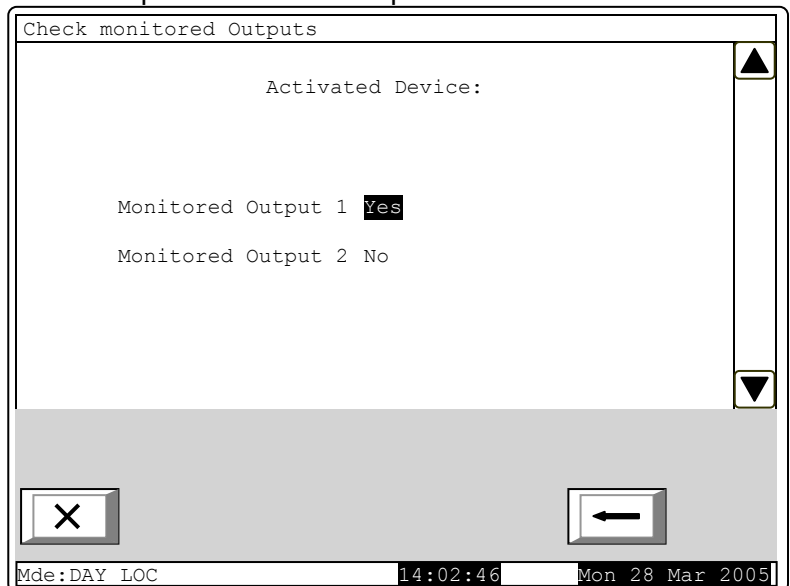 Check monitored Outputs
Activated Device:
Monitored Output 1 Yes
Monitored Output 2 No
Mde:DAY LOC 14:02:46 Mon 28 Mar 2005